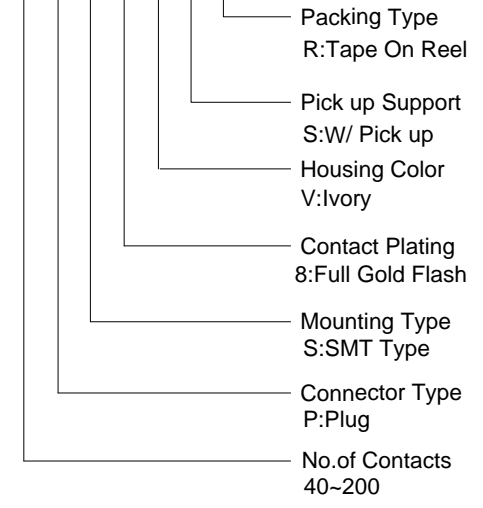 Packing Type
R:Tape On Reel
Pick up Support
S:W/ Pick up
Housing Color
V:Ivory
Contact Plating
8:Full Gold Flash
Mounting Type
S:SMT Type
Connector Type
P:Plug
No.of Contacts
40~200